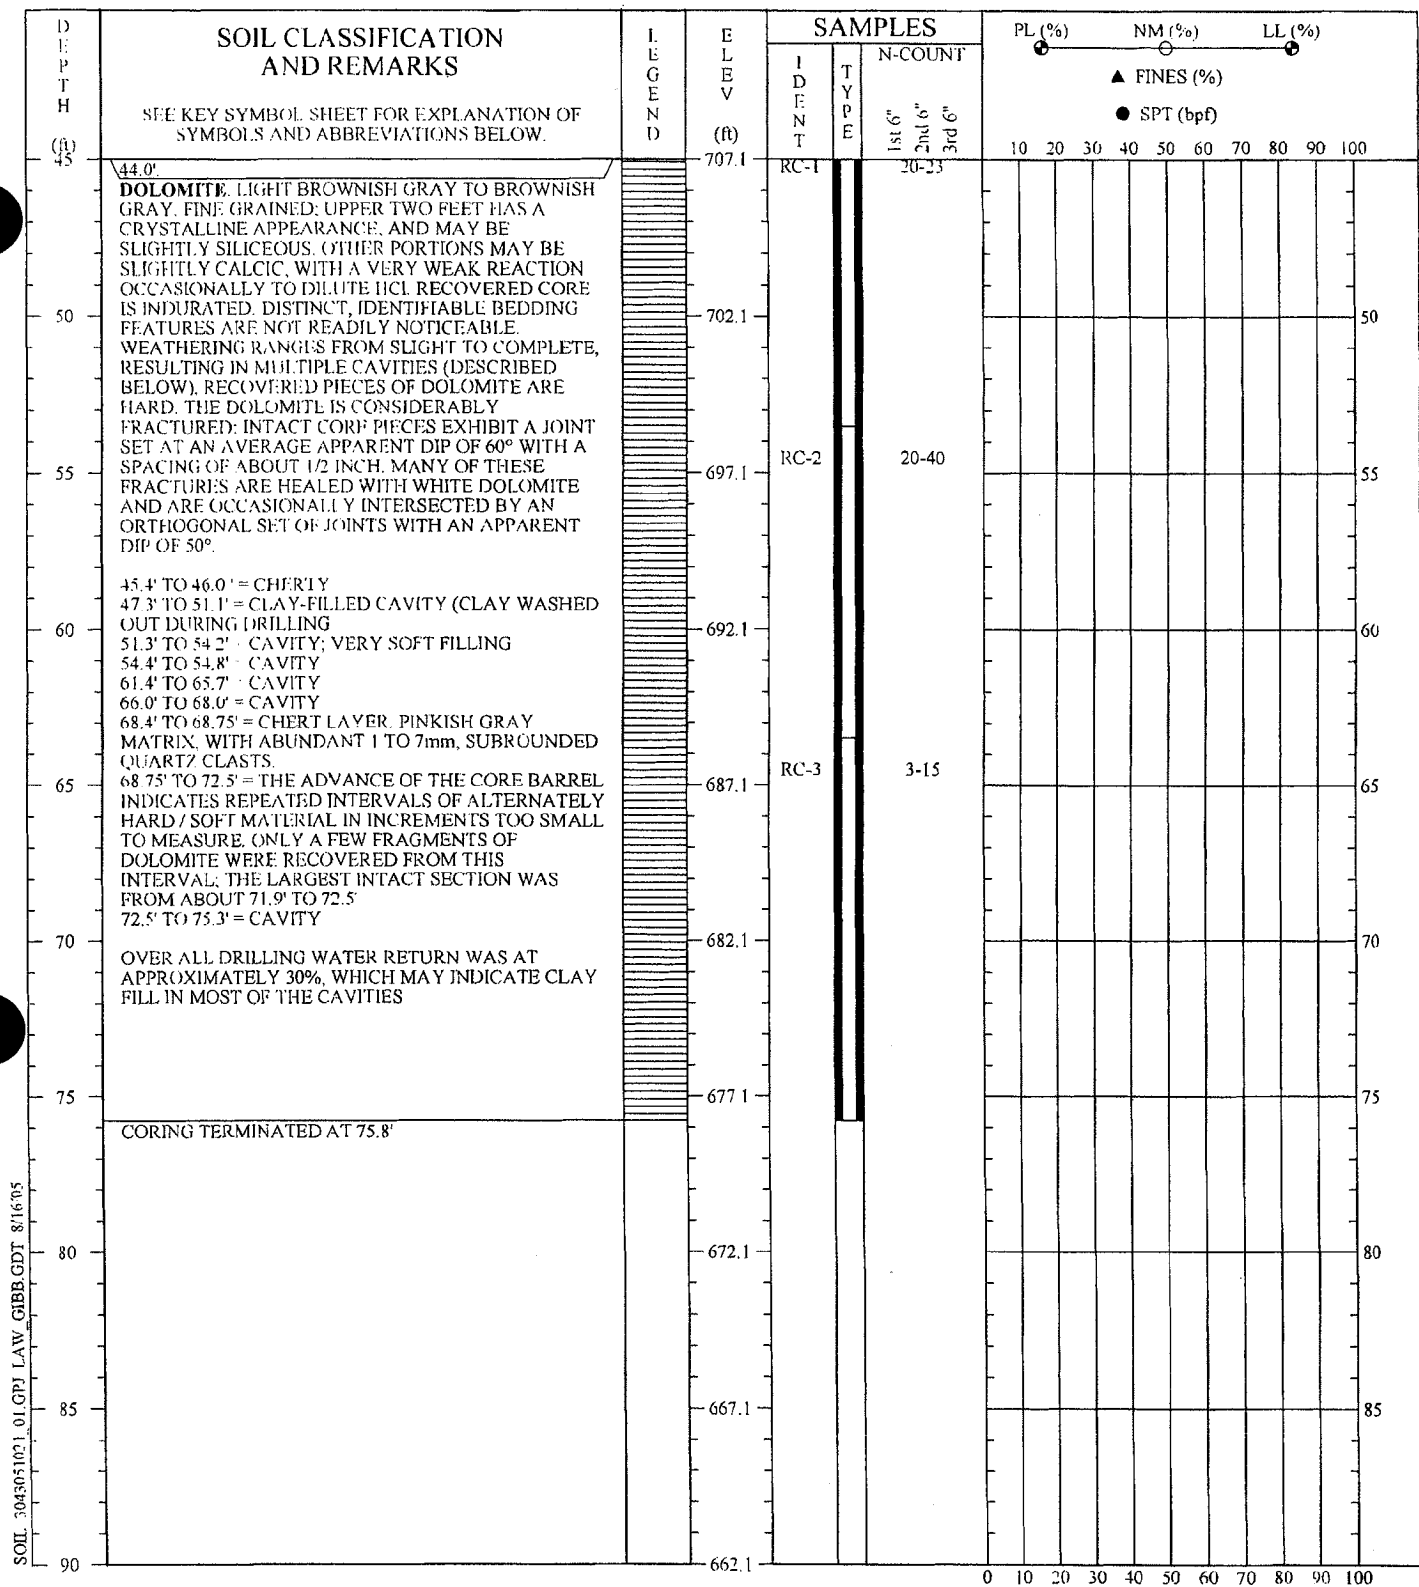 DEPTH
(ft)
SOIL CLASSIFICATION
AND REMARKS
SEE KEY SYMBOL SHEET FOR EXPLANATION OF
SYMBOLS AND ABBREVIATIONS BELOW.
LEGEND
ELEV
(ft)
SAMPLES
IDENT
TYPE
N-COUNT
1st 6"
2nd 6"
3rd 6"
PL (%) NM (%) LL (%)
▲ FINES (%)
● SPT (bpf)
10 20 30 40 50 60 70 80 90 100
45
44.0'.
707.1
RC-1 20-23
DOLOMITE. LIGHT BROWNISH GRAY TO BROWNISH
GRAY. FINE GRAINED; UPPER TWO FEET HAS A
CRYSTALLINE APPEARANCE, AND MAY BE
SLIGHTLY SILICEOUS. OTHER PORTIONS MAY BE
SLIGHTLY CALCIC, WITH A VERY WEAK REACTION
OCCASIONALLY TO DILUTE HCl. RECOVERED CORE
IS INDURATED. DISTINCT, IDENTIFIABLE BEDDING
FEATURES ARE NOT READILY NOTICEABLE.
WEATHERING RANGES FROM SLIGHT TO COMPLETE,
RESULTING IN MULTIPLE CAVITIES (DESCRIBED
BELOW), RECOVERED PIECES OF DOLOMITE ARE
HARD. THE DOLOMITE IS CONSIDERABLY
FRACTURED; INTACT CORE PIECES EXHIBIT A JOINT
SET AT AN AVERAGE APPARENT DIP OF 60° WITH A
SPACING OF ABOUT 1/2 INCH. MANY OF THESE
FRACTURES ARE HEALED WITH WHITE DOLOMITE
AND ARE OCCASIONALLY INTERSECTED BY AN
ORTHOGONAL SET OF JOINTS WITH AN APPARENT
DIP OF 50°.
45.4' TO 46.0 ' = CHERTY
47.3' TO 51.1' = CLAY-FILLED CAVITY (CLAY WASHED
OUT DURING DRILLING
51.3' TO 54.2' CAVITY; VERY SOFT FILLING
54.4' TO 54.8' CAVITY
61.4' TO 65.7' CAVITY
66.0' TO 68.0' = CAVITY
68.4' TO 68.75' = CHERT LAYER. PINKISH GRAY
MATRIX, WITH ABUNDANT 1 TO 7mm, SUBROUNDED
QUARTZ CLASTS.
68.75' TO 72.5' = THE ADVANCE OF THE CORE BARREL
INDICATES REPEATED INTERVALS OF ALTERNATELY
HARD / SOFT MATERIAL IN INCREMENTS TOO SMALL
TO MEASURE. ONLY A FEW FRAGMENTS OF
DOLOMITE WERE RECOVERED FROM THIS
INTERVAL; THE LARGEST INTACT SECTION WAS
FROM ABOUT 71.9' TO 72.5'
72.5' TO 75.3' = CAVITY
OVER ALL DRILLING WATER RETURN WAS AT
APPROXIMATELY 30%, WHICH MAY INDICATE CLAY
FILL IN MOST OF THE CAVITIES
50 702.1 50
RC-2 20-40
55 697.1 55
60 692.1 60
RC-3 3-15
65 687.1 65
70 682.1 70
75 677.1 75
CORING TERMINATED AT 75.8'
80 672.1 80
85 667.1 85
90 662.1
0 10 20 30 40 50 60 70 80 90 100
SOIL 3043051021_01.GPJ LAW_GIBB.GDT 8/16/05